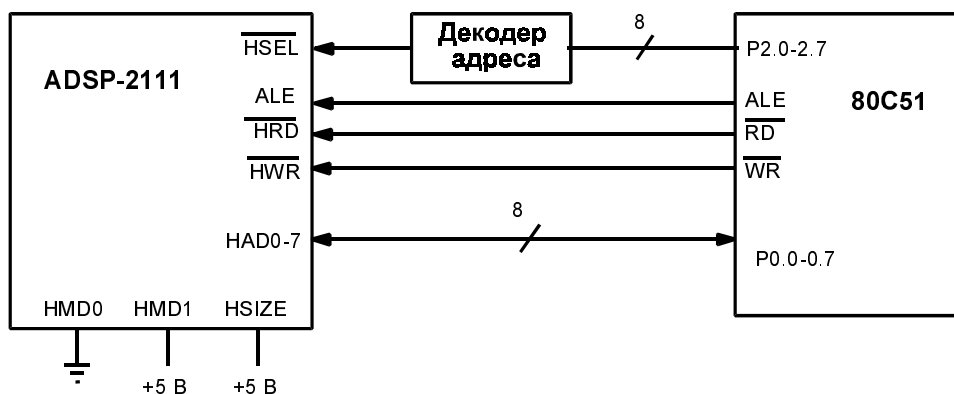 ADSP-2111
HSEL
ALE
HRD
HWR
HAD0-7
HMD0 HMD1 HSIZE
+5 В +5 В
Декодер
адреса
8
8
P2.0-2.7
ALE
RD
WR
P0.0-0.7
80C51